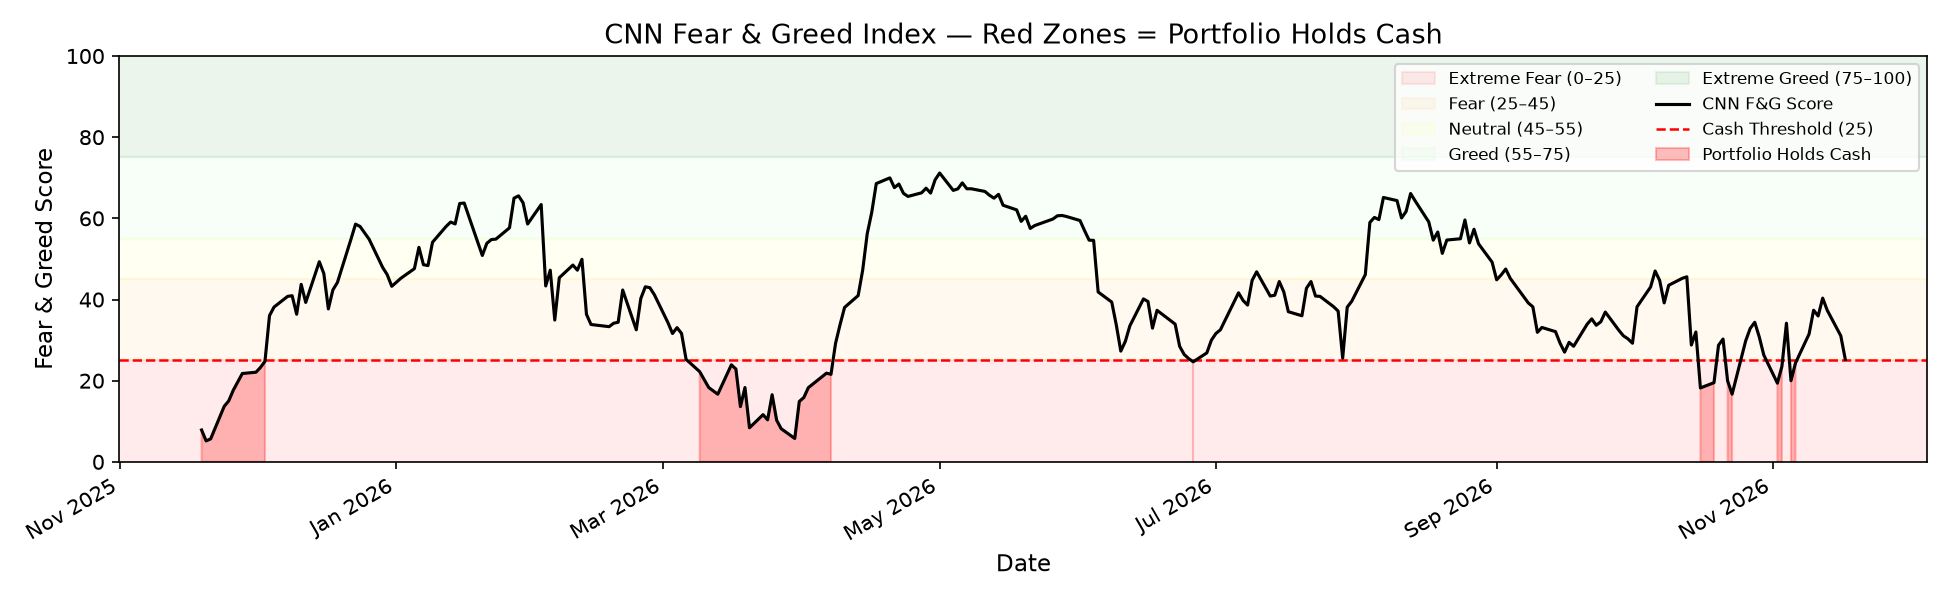 CNN Fear & Greed Index — Red Zones = Portfolio Holds Cash
Extreme Fear (0–25)
Fear (25–45)
Neutral (45–55)
Greed (55–75)
Extreme Greed (75–100)
CNN F&G Score
Cash Threshold (25)
Portfolio Holds Cash
Fear & Greed Score
100
80
60
40
20
0
Nov 2025
Jan 2026
Mar 2026
May 2026
Jul 2026
Sep 2026
Nov 2026
Date